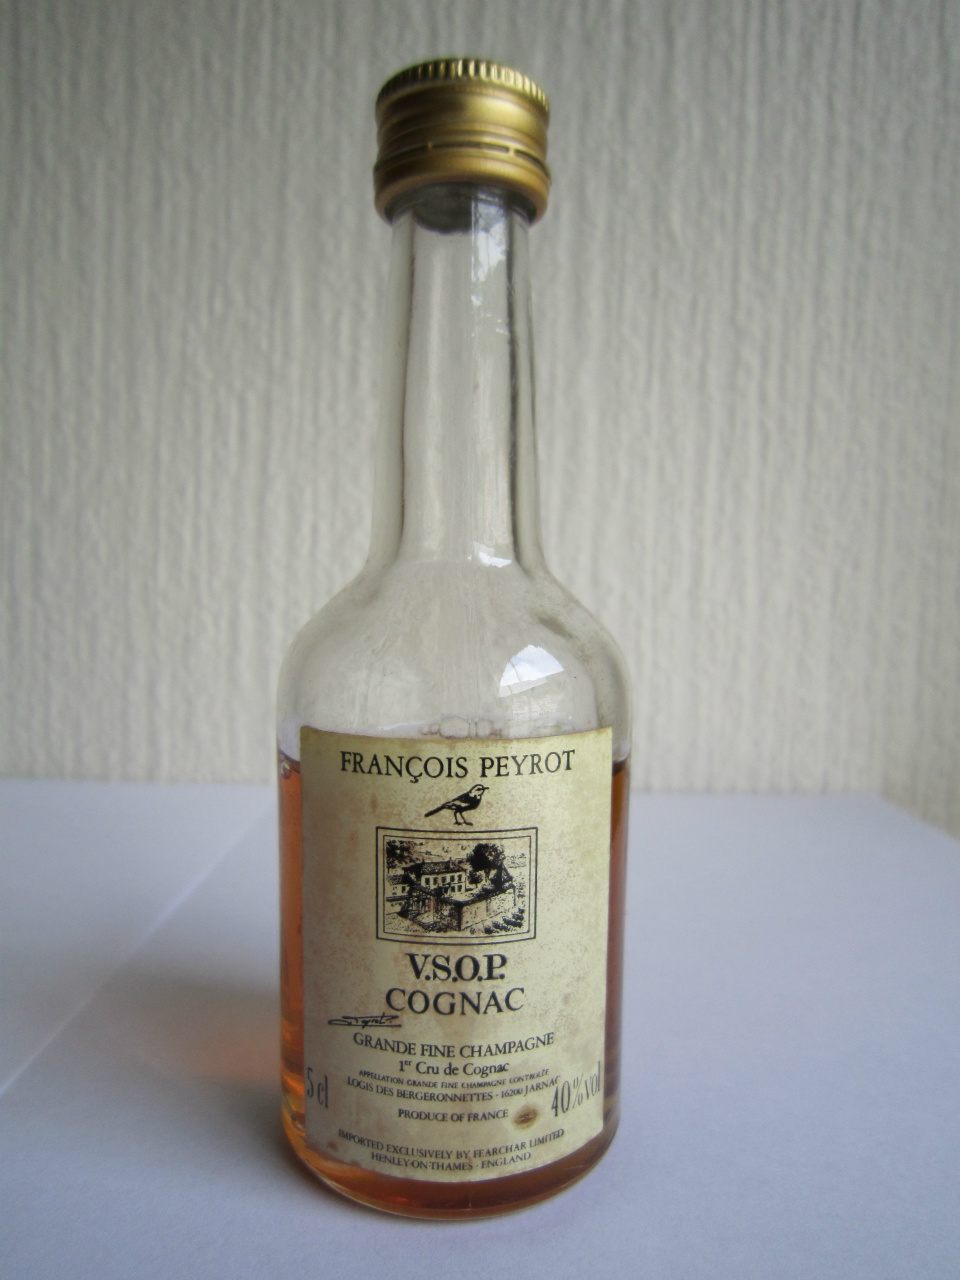 FRANÇOIS PEYROT
V.S.O.P.
COGNAC
GRANDE FINE CHAMPAGNE
1er Cru de Cognac
APPELLATION GRANDE FINE CHAMPAGNE CONTROLÉE
LOGIS DES BERGERONNETTES - 16200 JARNAC
5 cl
40% vol
PRODUCE OF FRANCE
IMPORTED EXCLUSIVELY BY FEARCHAR LIMITED
HENLEY-ON-THAMES - ENGLAND